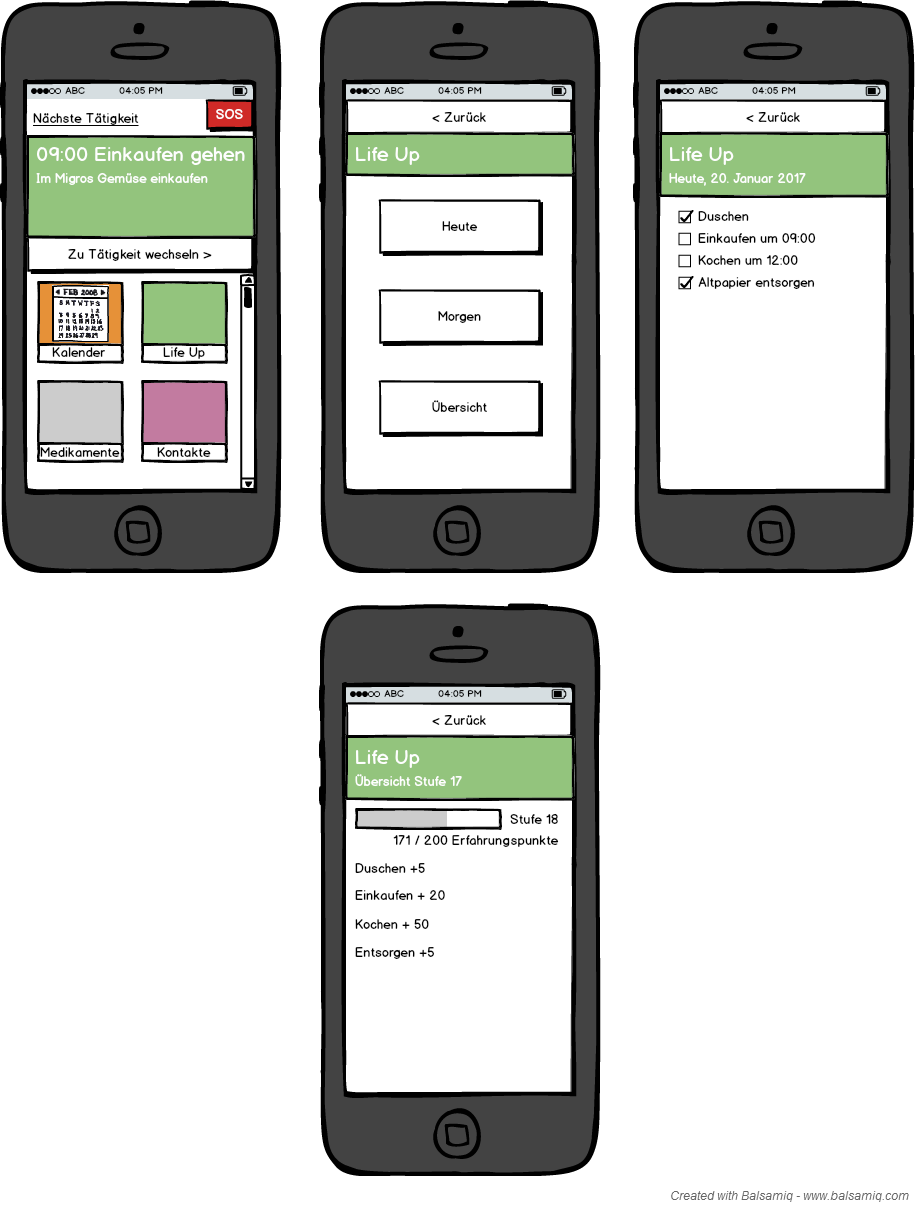 ABC 04:05 PM
Nächste Tätigkeit
SOS
09:00 Einkaufen gehen
Im Migros Gemüse einkaufen
Zu Tätigkeit wechseln >
FEB 2008
S M T W T F S
Kalender
Life Up
Medikamente
Kontakte
ABC 04:05 PM
< Zurück
Life Up
Heute
Morgen
Übersicht
ABC 04:05 PM
< Zurück
Life Up
Heute, 20. Januar 2017
Duschen
Einkaufen um 09:00
Kochen um 12:00
Altpapier entsorgen
ABC 04:05 PM
< Zurück
Life Up
Übersicht Stufe 17
Stufe 18
171 / 200 Erfahrungspunkte
Duschen +5
Einkaufen + 20
Kochen + 50
Entsorgen +5
Created with Balsamiq - www.balsamiq.com